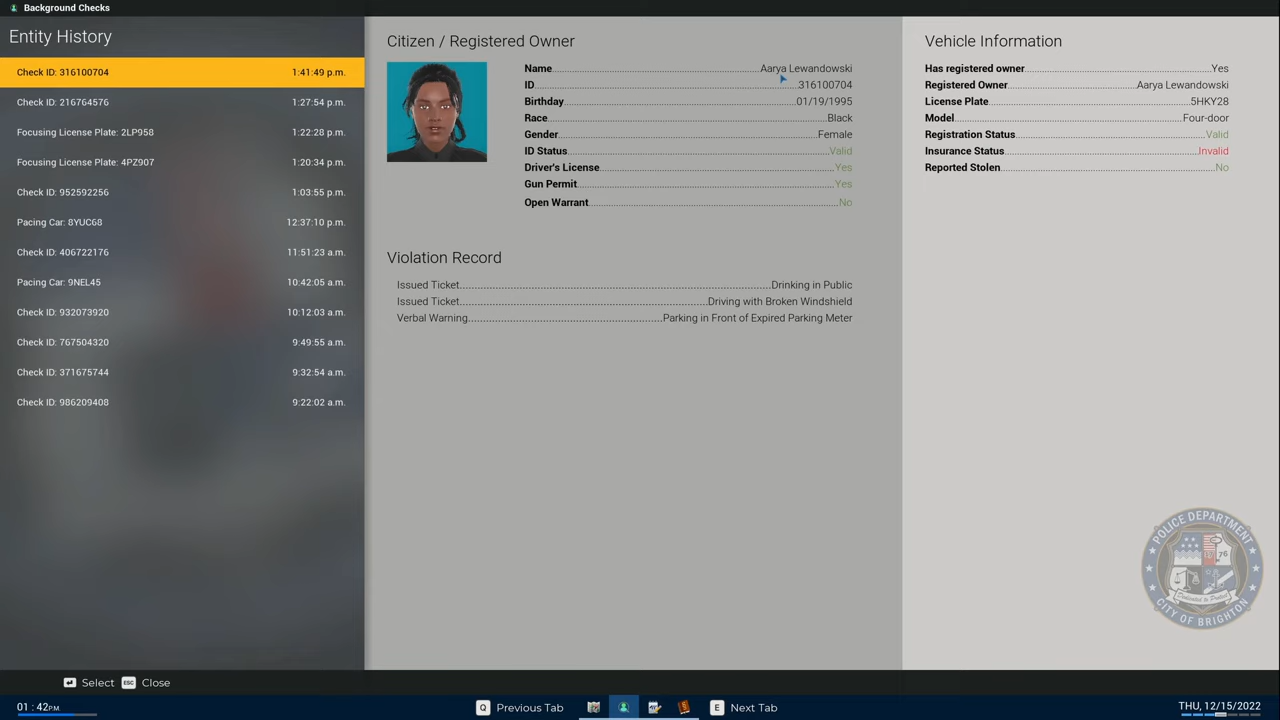 Background Checks
Entity History
Check ID: 316100704 1:41:49 p.m.
Check ID: 216764576 1:27:54 p.m.
Focusing License Plate: 2LP958 1:22:28 p.m.
Focusing License Plate: 4PZ907 1:20:34 p.m.
Check ID: 952592256 1:03:55 p.m.
Pacing Car: 8YUC68 12:37:10 p.m.
Check ID: 406722176 11:51:23 a.m.
Pacing Car: 9NEL45 10:42:05 a.m.
Check ID: 932073920 10:12:03 a.m.
Check ID: 767504320 9:49:55 a.m.
Check ID: 371675744 9:32:54 a.m.
Check ID: 986209408 9:22:02 a.m.
Citizen / Registered Owner
Name Aarya Lewandowski
ID 316100704
Birthday 01/19/1995
Race Black
Gender Female
ID Status Valid
Driver's License Yes
Gun Permit Yes
Open Warrant No
Violation Record
Issued Ticket Drinking in Public
Issued Ticket Driving with Broken Windshield
Verbal Warning Parking in Front of Expired Parking Meter
Vehicle Information
Has registered owner Yes
Registered Owner Aarya Lewandowski
License Plate 5HKY28
Model Four-door
Registration Status Valid
Insurance Status Invalid
Reported Stolen No
POLICE DEPARTMENT
CITY OF BRIGHTON
Select ESC Close
01 : 42 P.M.
Q Previous Tab
E Next Tab
THU, 12/15/2022